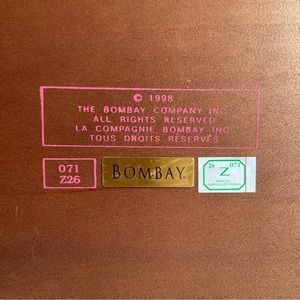 © 1998
THE BOMBAY COMPANY, INC.
ALL RIGHTS RESERVED
LA COMPAGNIE BOMBAY INC
TOUS DROITS RÉSERVÉS
071
Z26
BOMBAY
26 071
Z